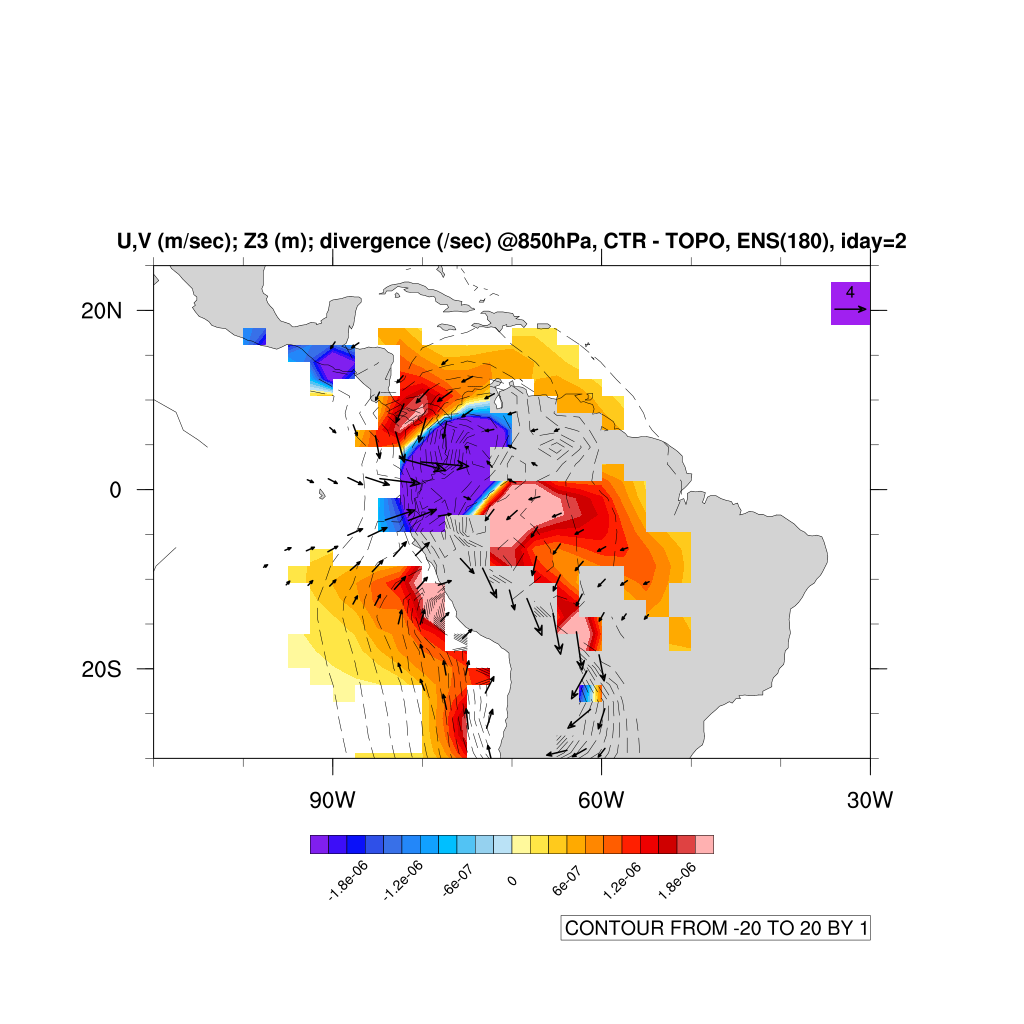 U,V (m/sec); Z3 (m); divergence (/sec) @850hPa, CTR - TOPO, ENS(180), iday=2
4
20N
0
20S
90W 60W 30W
-1.8e-06 -1.2e-06 -6e-07 0 6e-07 1.2e-06 1.8e-06
CONTOUR FROM -20 TO 20 BY 1